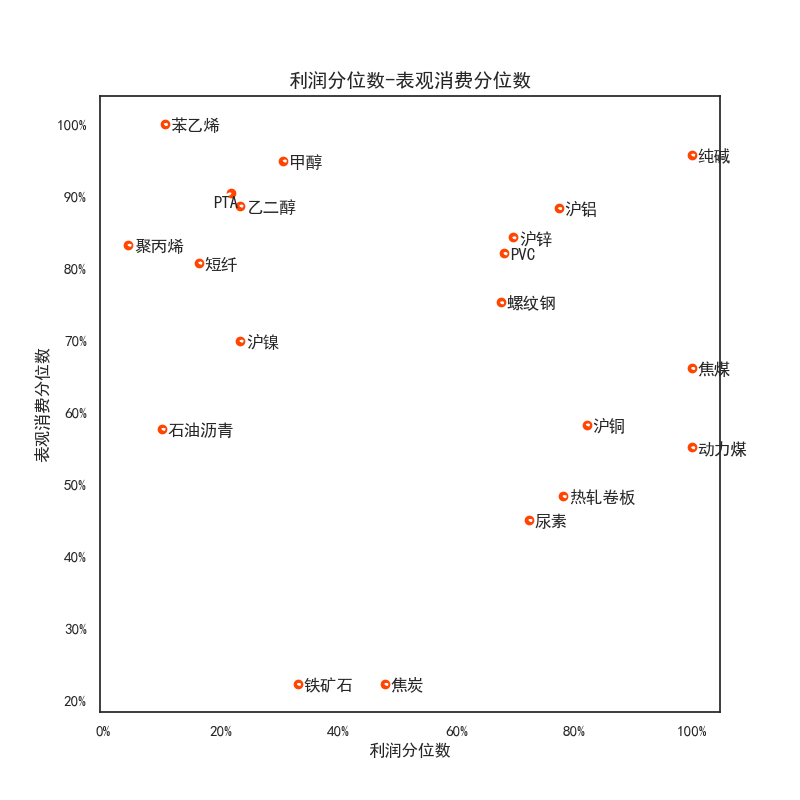 利润分位数-表观消费分位数
100%
苯乙烯
纯碱
甲醇
90%
PTA
乙二醇
沪铝
沪锌
聚丙烯
PVC
80%
短纤
螺纹钢
70%
沪镍
焦煤
60%
沪铜
石油沥青
动力煤
表观消费分位数
50%
热轧卷板
尿素
40%
30%
铁矿石
焦炭
20%
0%
20%
40%
60%
80%
100%
利润分位数